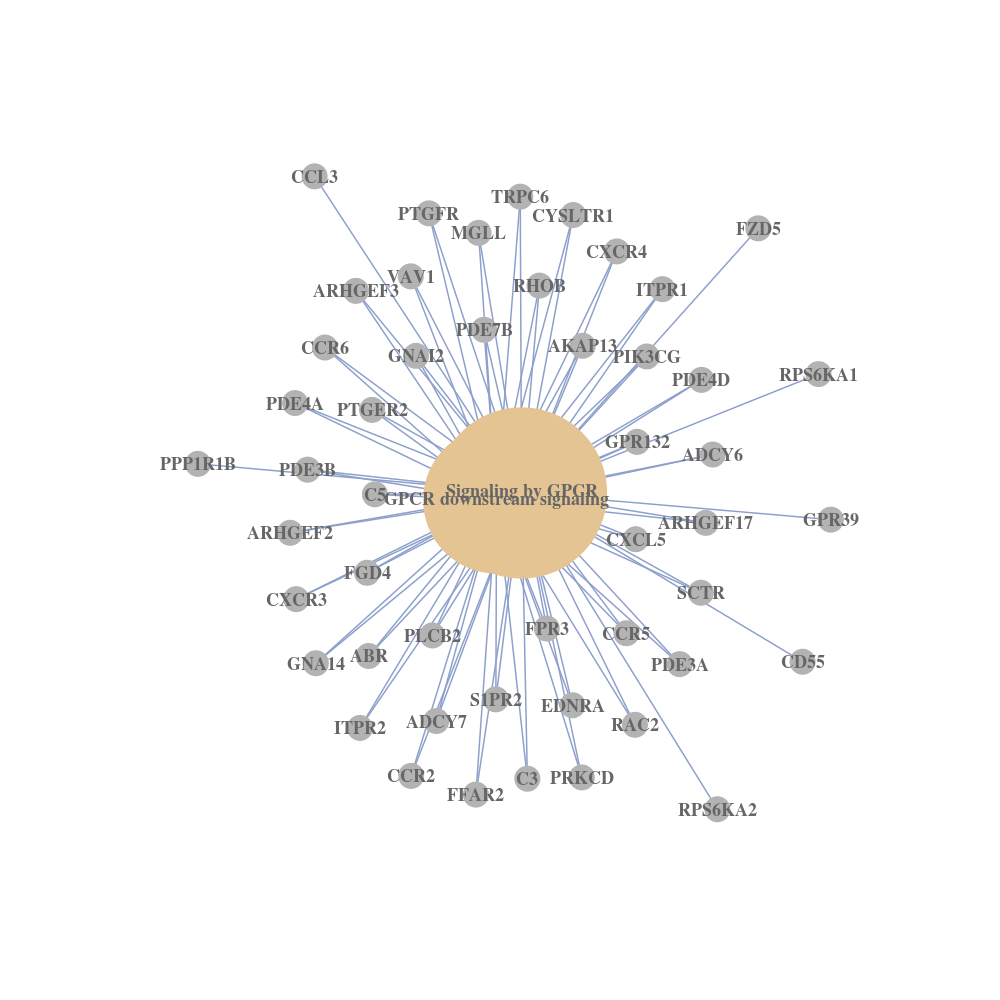 CCL3
TRPC6
PTGFR
CYSLTR1
FZD5
MGLL
CXCR4
VAV1
RHOB
ARHGEF3
ITPR1
PDE7B
CCR6
AKAP13
GNAI2
PIK3CG
RPS6KA1
PDE4D
PDE4A
PTGER2
GPR132
ADCY6
PPP1R1B
PDE3B
Signaling by GPCR
C5
GPCR downstream signaling
GPR39
ARHGEF17
ARHGEF2
CXCL5
FGD4
SCTR
CXCR3
FPR3
CCR5
PLCB2
ABR
CD55
GNA14
PDE3A
S1PR2
EDNRA
ADCY7
RAC2
ITPR2
CCR2
C3
PRKCD
FFAR2
RPS6KA2